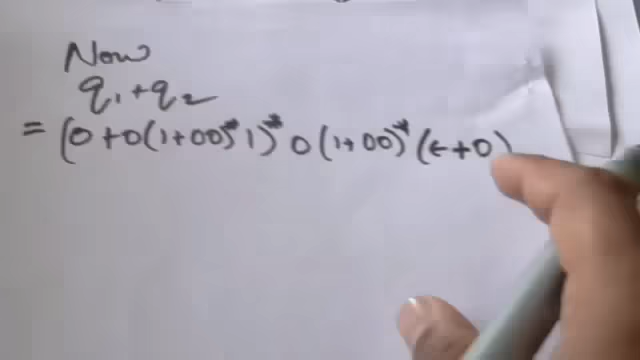 Now
q₁+q₂
= (0+0(1+00)*1)* 0(1+00)*(ε+0)